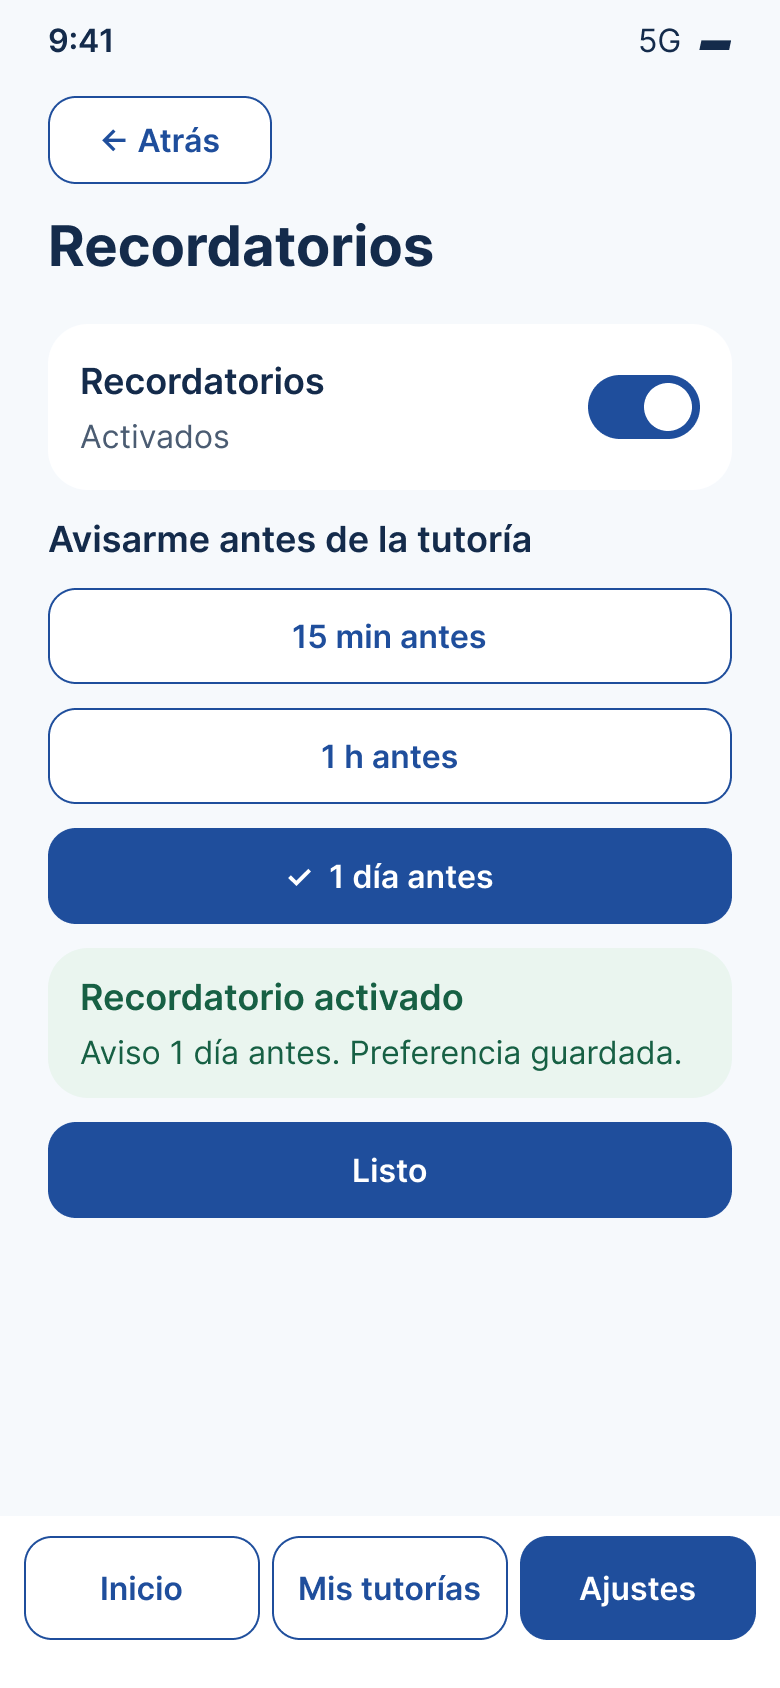 9:41 5G
← Atrás
Recordatorios
Recordatorios
Activados
Avisarme antes de la tutoría
15 min antes
1 h antes
✓ 1 día antes
Recordatorio activado
Aviso 1 día antes. Preferencia guardada.
Listo
Inicio Mis tutorías Ajustes